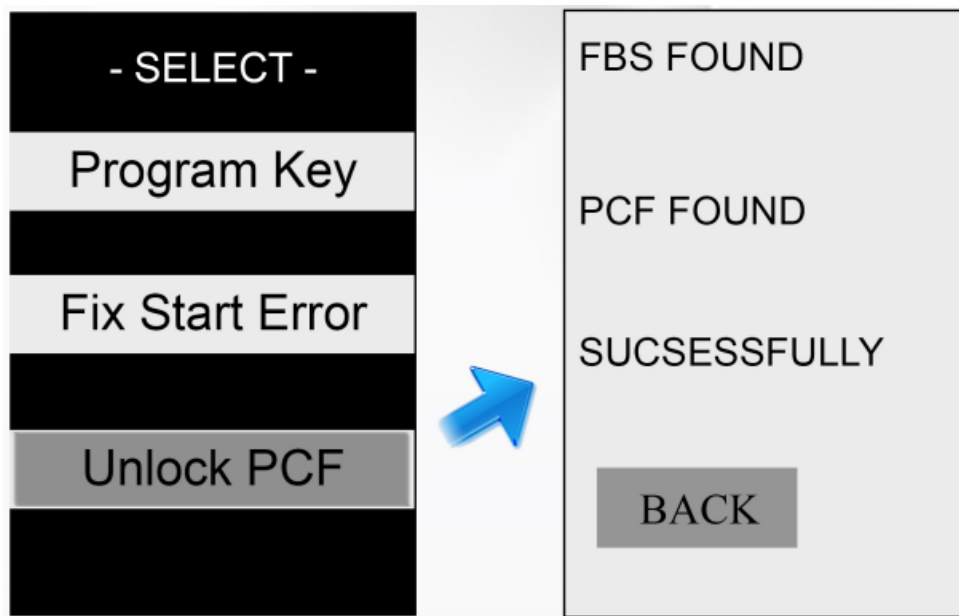 - SELECT -
Program Key
Fix Start Error
Unlock PCF
FBS FOUND
PCF FOUND
SUCSESSFULLY
BACK